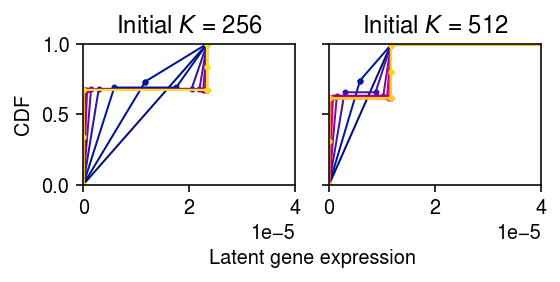 Initial K = 256
Initial K = 512
CDF
1.0
0.5
0.0
0
2
4
1e−5
0
2
4
1e−5
Latent gene expression